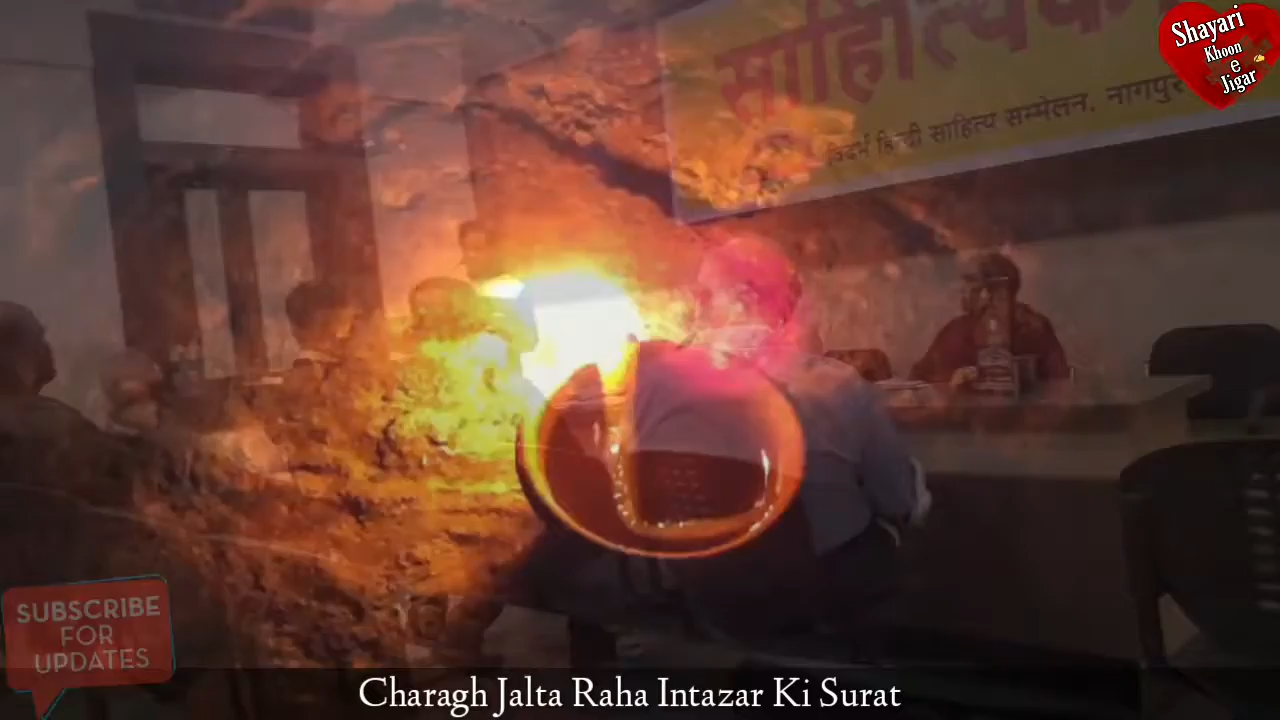 साहित्यिक
विदर्भ हिन्दी साहित्य सम्मेलन, नागपुर
Shayari
Khoon
e
Jigar
SUBSCRIBE
FOR
UPDATES
Charagh Jalta Raha Intazar Ki Surat